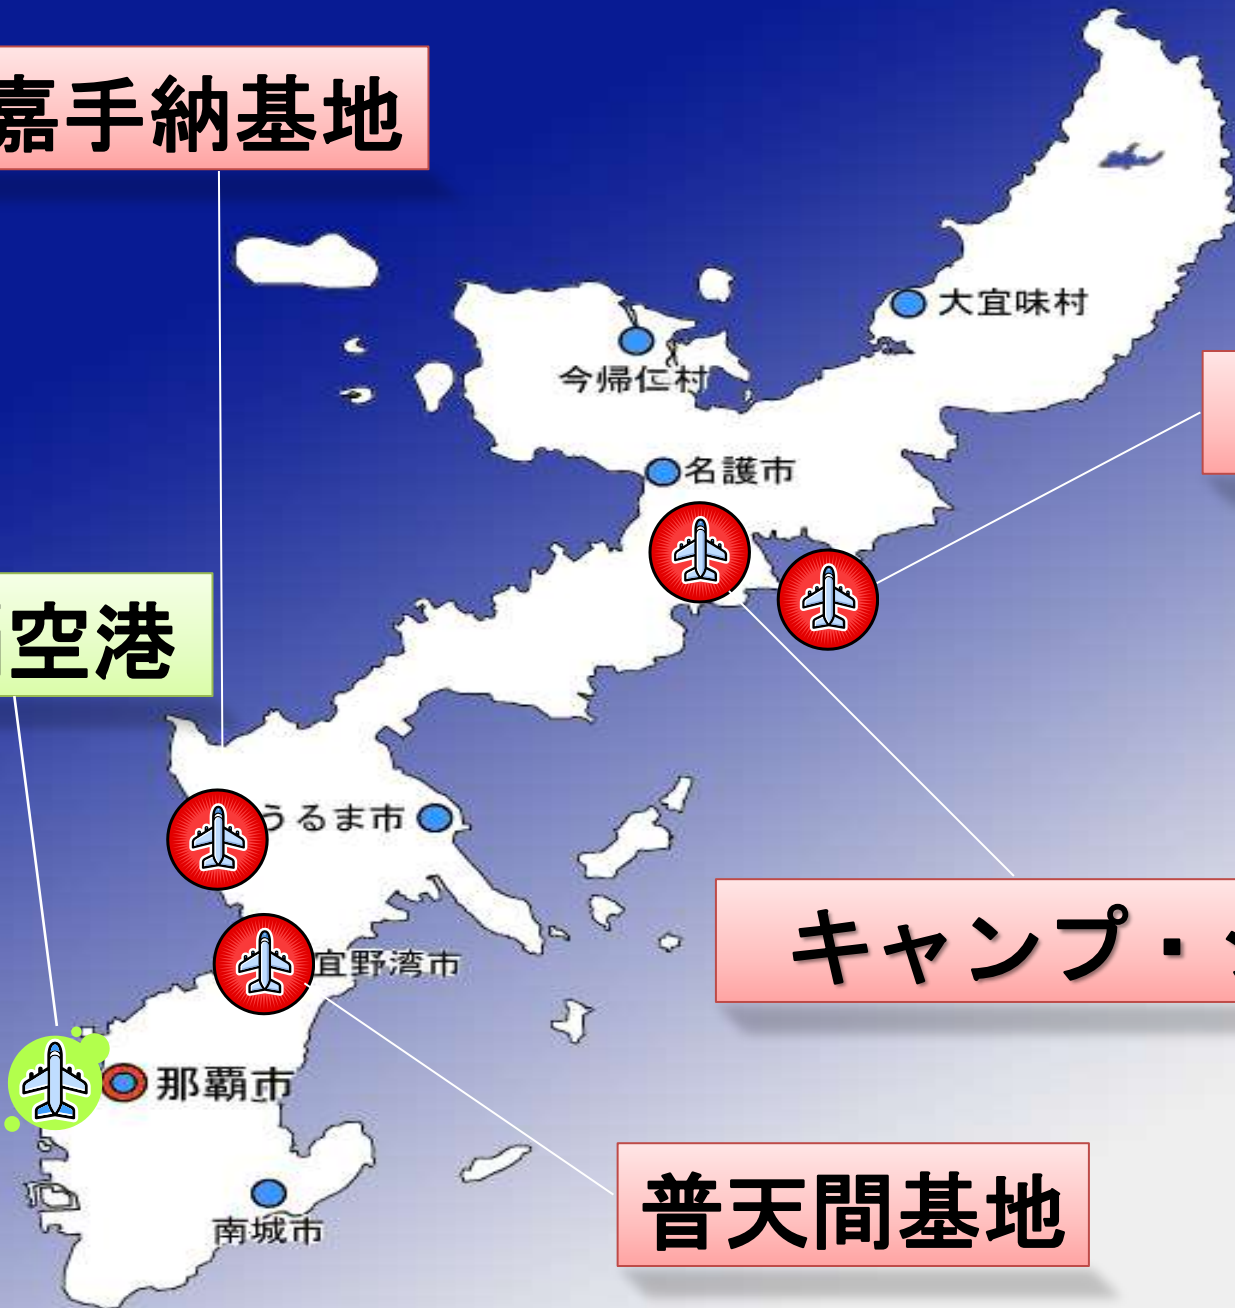 嘉手納基地
大宜味村
今帰仁村
名護市
空港
うるま市
キャンプ・
宜野湾市
那覇市
普天間基地
南城市